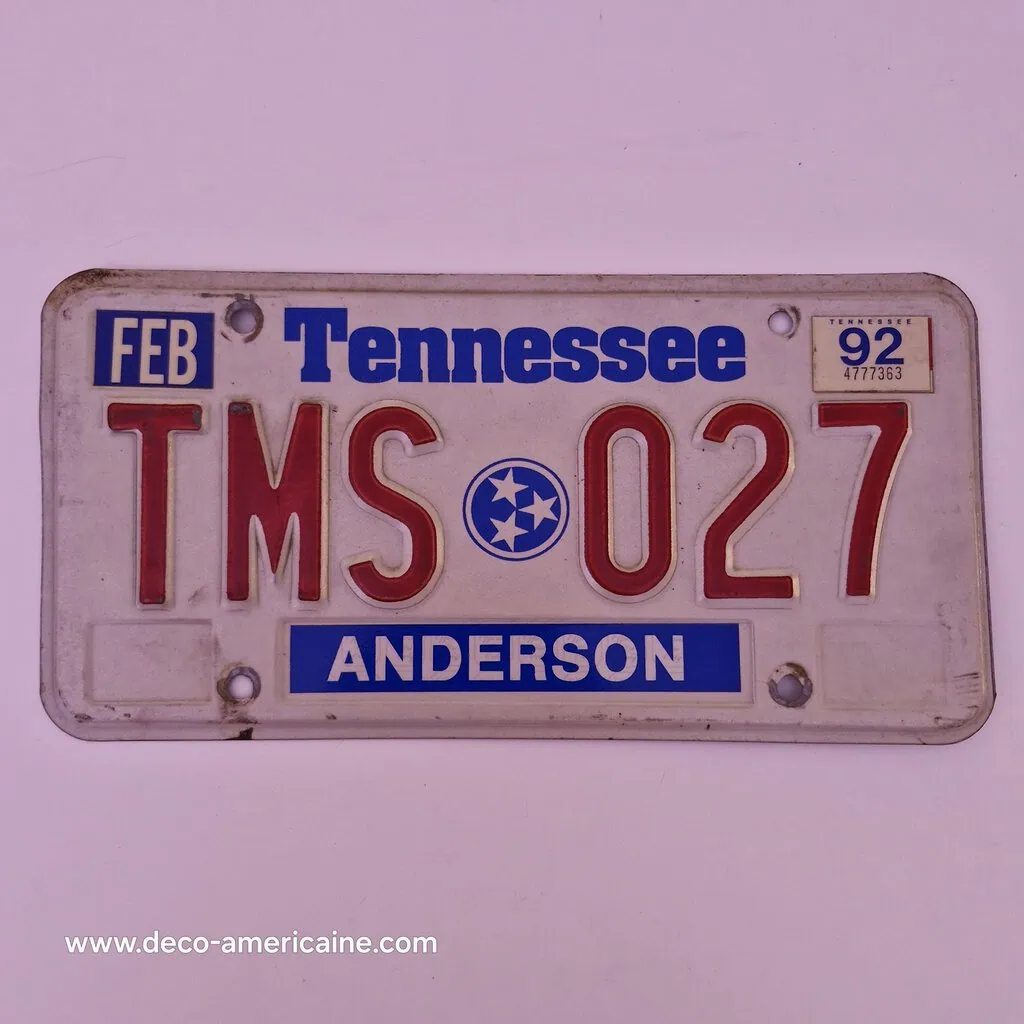 FEB
Tennessee
TENNESSEE
92
4777363
TMS 027
ANDERSON
www.deco-americaine.com